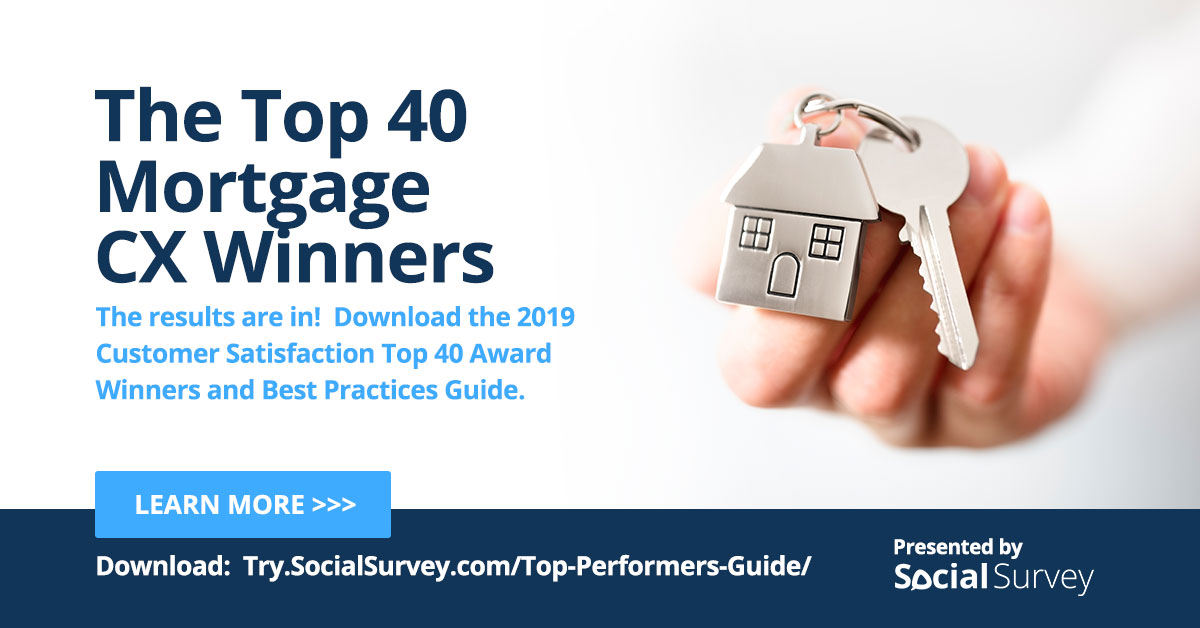 The Top 40
Mortgage
CX Winners
The results are in!  Download the 2019
Customer Satisfaction Top 40 Award
Winners and Best Practices Guide.
LEARN MORE >>>
Download:  Try.SocialSurvey.com/Top-Performers-Guide/
Presented by
SocialSurvey